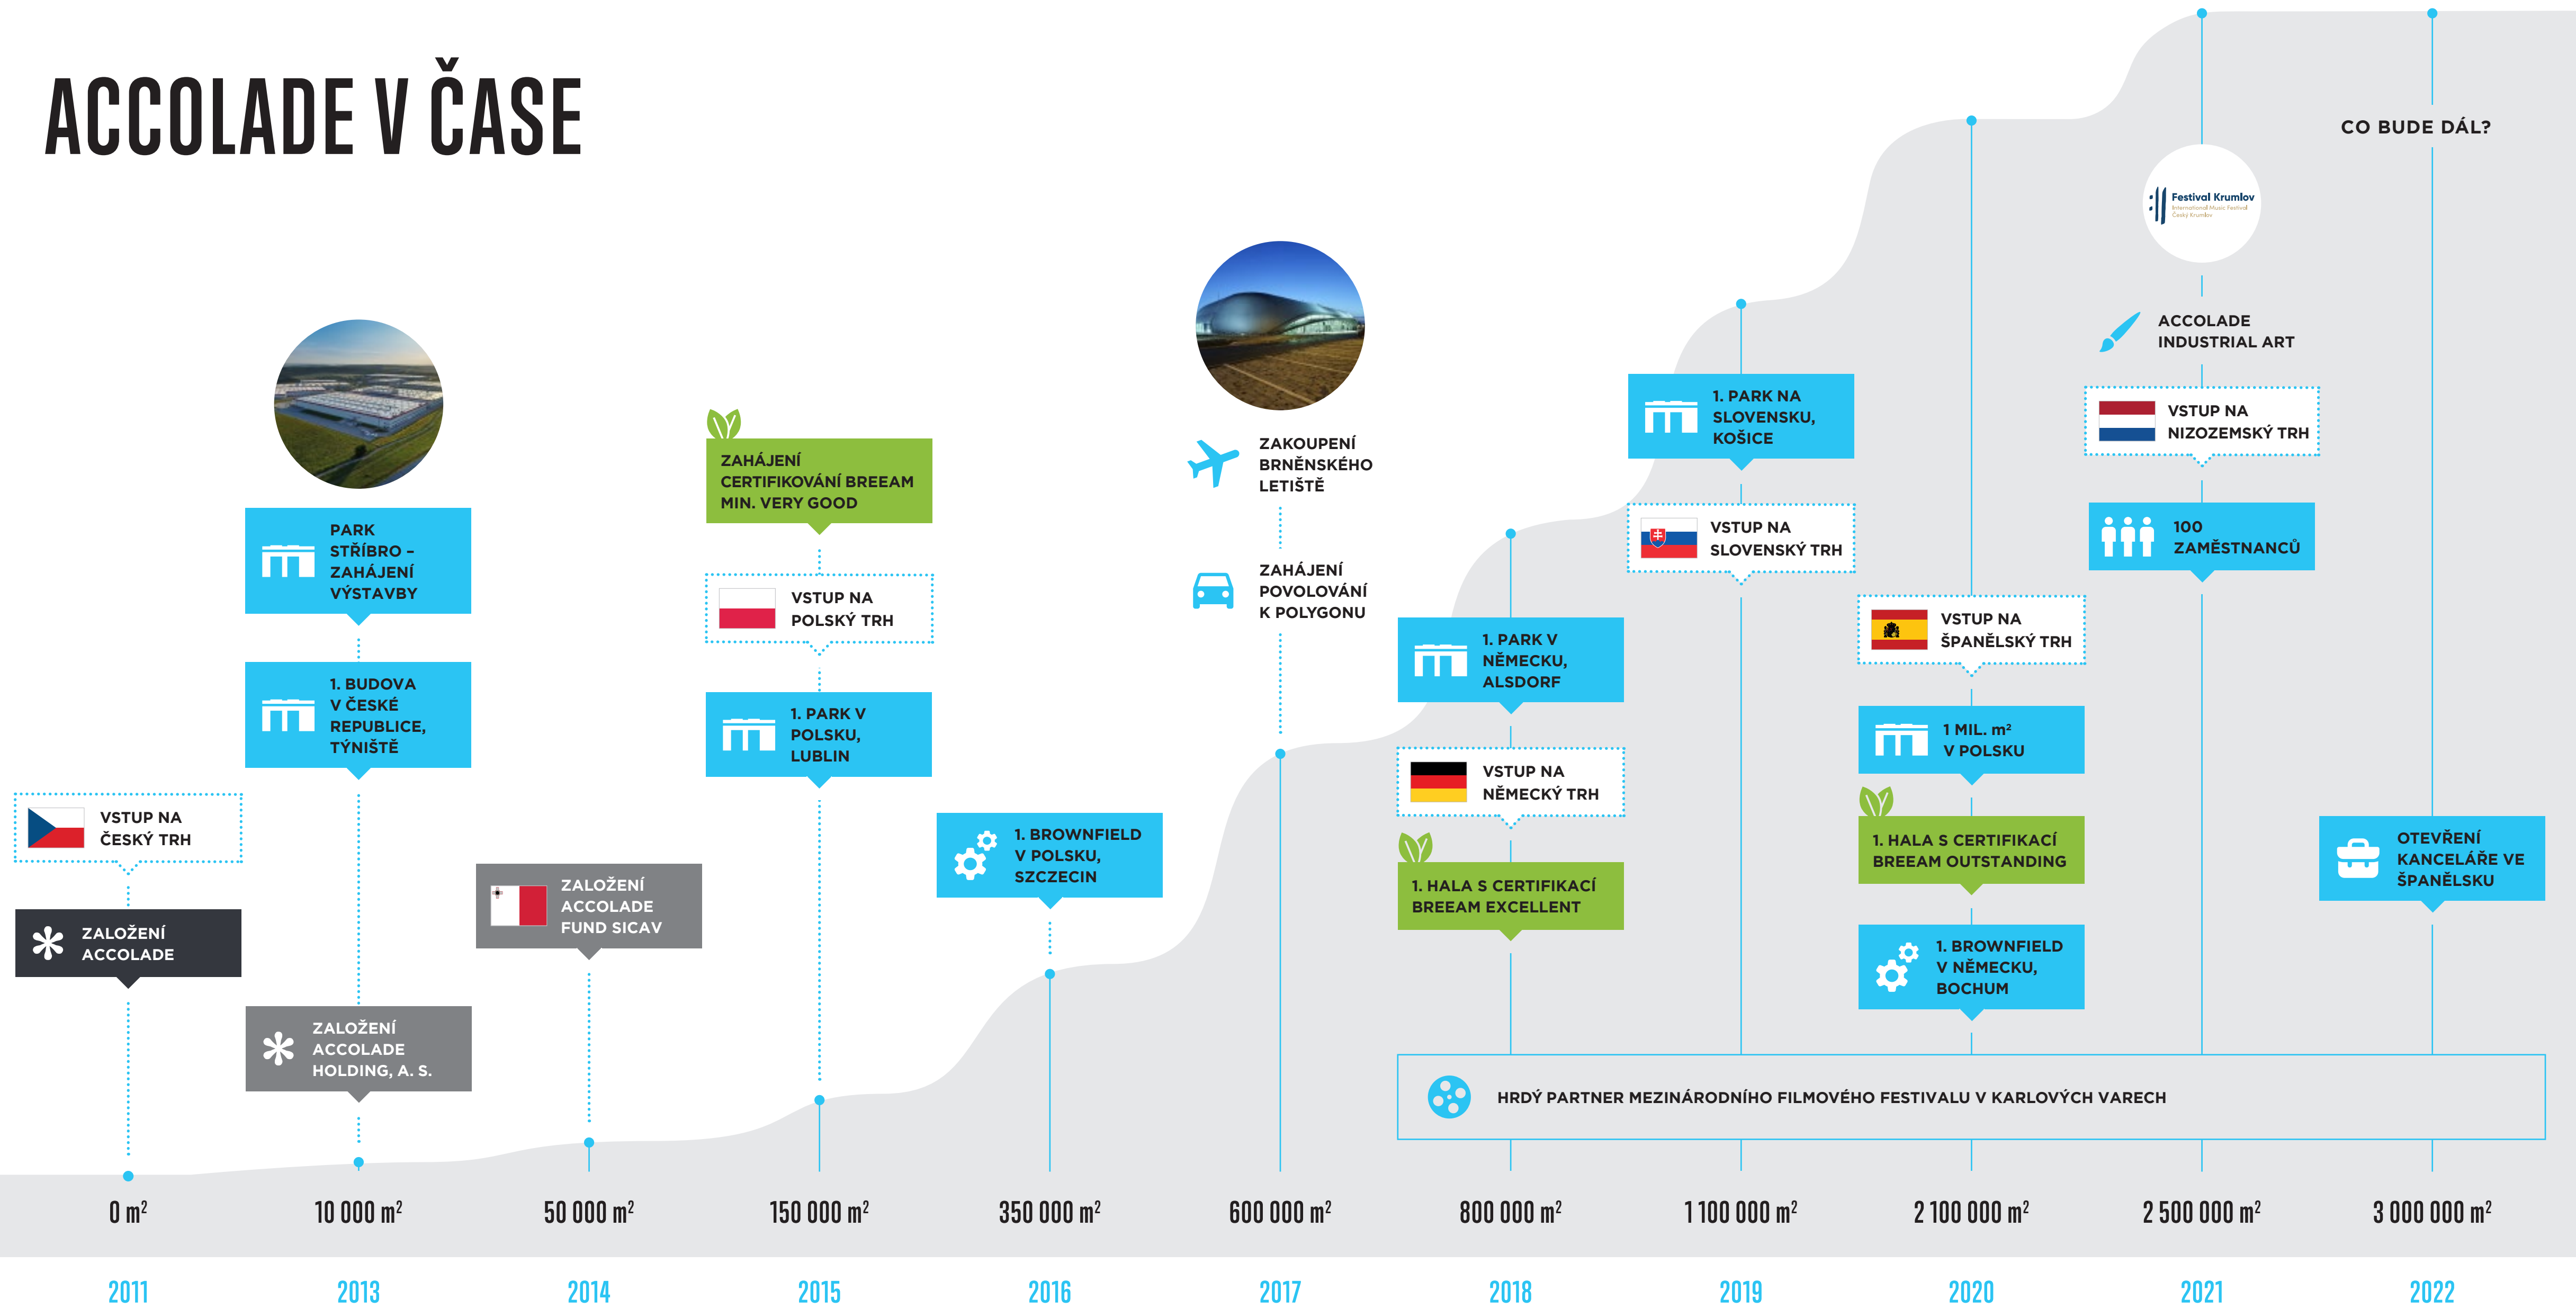 ACCOLADE V ČASE
VSTUP NA
ČESKÝ TRH
ZALOŽENÍ
ACCOLADE
PARK
STŘÍBRO –
ZAHÁJENÍ
VÝSTAVBY
1. BUDOVA
V ČESKÉ
REPUBLICE,
TÝNIŠTĚ
ZALOŽENÍ
ACCOLADE
HOLDING, A. S.
ZALOŽENÍ
ACCOLADE
FUND SICAV
ZAHÁJENÍ
CERTIFIKOVÁNÍ BREEAM
MIN. VERY GOOD
VSTUP NA
POLSKÝ TRH
1. PARK V
POLSKU,
LUBLIN
1. BROWNFIELD
V POLSKU,
SZCZECIN
ZAKOUPENÍ
BRNĚNSKÉHO
LETIŠTĚ
ZAHÁJENÍ
POVOLOVÁNÍ
K POLYGONU
1. PARK V
NĚMECKU,
ALSDORF
VSTUP NA
NĚMECKÝ TRH
1. HALA S CERTIFIKACÍ
BREEAM EXCELLENT
1. PARK NA
SLOVENSKU,
KOŠICE
VSTUP NA
SLOVENSKÝ TRH
VSTUP NA
ŠPANĚLSKÝ TRH
1 MIL. m²
V POLSKU
1. HALA S CERTIFIKACÍ
BREEAM OUTSTANDING
1. BROWNFIELD
V NĚMECKU,
BOCHUM
Festival Krumlov
International Music Festival
Český Krumlov
ACCOLADE
INDUSTRIAL ART
VSTUP NA
NIZOZEMSKÝ TRH
100
ZAMĚSTNANCŮ
CO BUDE DÁL?
OTEVŘENÍ
KANCELÁŘE VE
ŠPANĚLSKU
HRDÝ PARTNER MEZINÁRODNÍHO FILMOVÉHO FESTIVALU V KARLOVÝCH VARECH
0 m²
10 000 m²
50 000 m²
150 000 m²
350 000 m²
600 000 m²
800 000 m²
1 100 000 m²
2 100 000 m²
2 500 000 m²
3 000 000 m²
2011
2013
2014
2015
2016
2017
2018
2019
2020
2021
2022